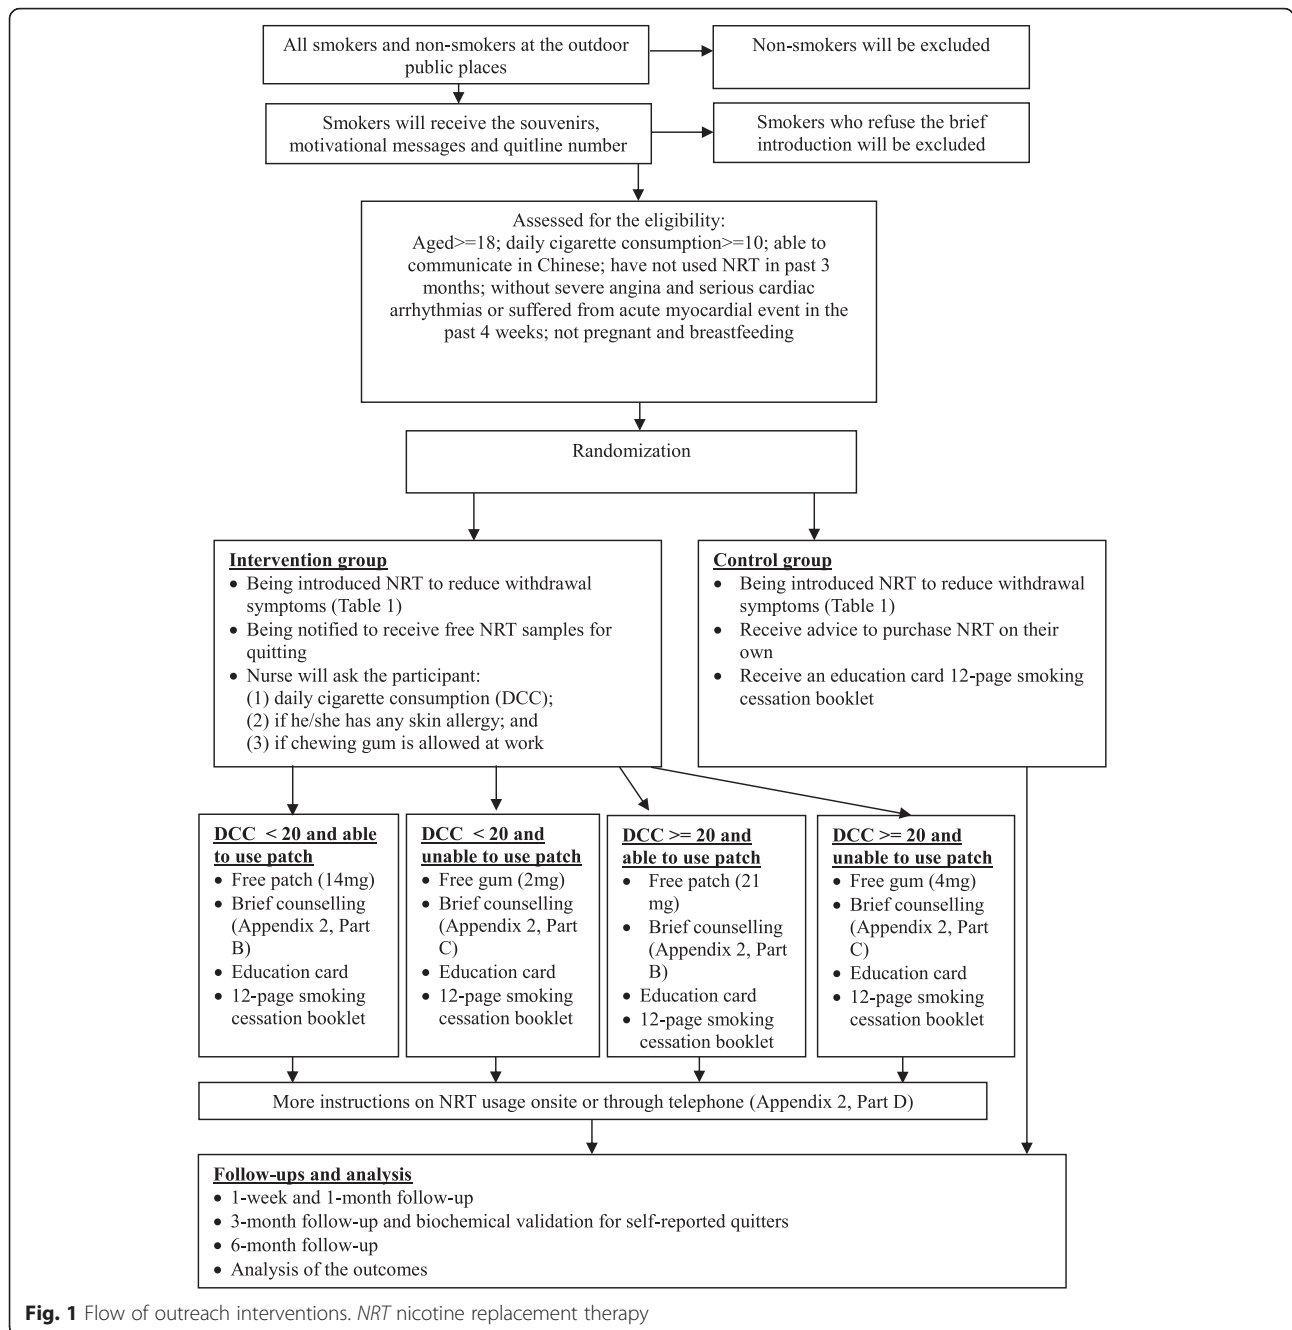 All smokers and non-smokers at the outdoor
public places
Non-smokers will be excluded
Smokers will receive the souvenirs,
motivational messages and quitline number
Smokers who refuse the brief
introduction will be excluded
Assessed for the eligibility:
Aged>=18; daily cigarette consumption>=10; able to
communicate in Chinese; have not used NRT in past 3
months; without severe angina and serious cardiac
arrhythmias or suffered from acute myocardial event in the
past 4 weeks; not pregnant and breastfeeding
Randomization
Intervention group
• Being introduced NRT to reduce withdrawal
symptoms (Table 1)
• Being notified to receive free NRT samples for
quitting
• Nurse will ask the participant:
(1) daily cigarette consumption (DCC);
(2) if he/she has any skin allergy; and
(3) if chewing gum is allowed at work
Control group
• Being introduced NRT to reduce withdrawal
symptoms (Table 1)
• Receive advice to purchase NRT on their
own
• Receive an education card 12-page smoking
cessation booklet
DCC < 20 and able
to use patch
• Free patch (14mg)
• Brief counselling
(Appendix 2, Part
B)
• Education card
• 12-page smoking
cessation booklet
DCC < 20 and
unable to use patch
• Free gum (2mg)
• Brief counselling
(Appendix 2, Part
C)
• Education card
• 12-page smoking
cessation booklet
DCC >= 20 and
able to use patch
• Free patch (21
mg)
• Brief counselling
(Appendix 2, Part
B)
• Education card
• 12-page smoking
cessation booklet
DCC >= 20 and
unable to use patch
• Free gum (4mg)
• Brief counselling
(Appendix 2, Part
C)
• Education card
• 12-page smoking
cessation booklet
More instructions on NRT usage onsite or through telephone (Appendix 2, Part D)
Follow-ups and analysis
• 1-week and 1-month follow-up
• 3-month follow-up and biochemical validation for self-reported quitters
• 6-month follow-up
• Analysis of the outcomes
Fig. 1 Flow of outreach interventions. NRT nicotine replacement therapy